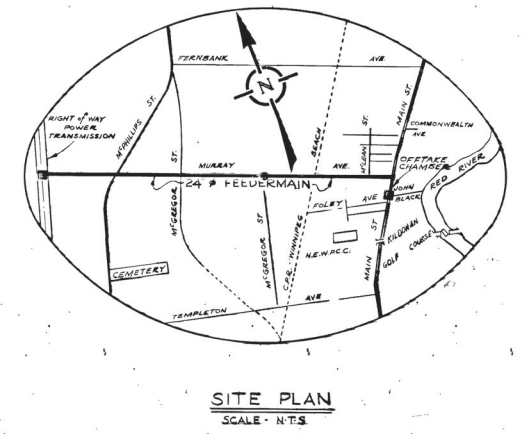 FERNBANK AVE.
MAIN ST.
McPHILLIPS ST.
N
ST.
COMMONWEALTH
AVE
RIGHT of WAY
POWER
TRANSMISSION
BEACH
McLEAN
OFFTAKE
CHAMBER
ST.
MURRAY AVE.
RED RIVER
24" ø FEEDERMAIN
JOHN
BLACK
FOLEY AVE
McGREGOR
McGREGOR ST
C.P.R. WINNIPEG
N.E.W.P.C.C.
MAIN ST
KILDONAN
GOLF COURSE
CEMETERY
TEMPLETON AVE
SITE PLAN
SCALE - N.T.S